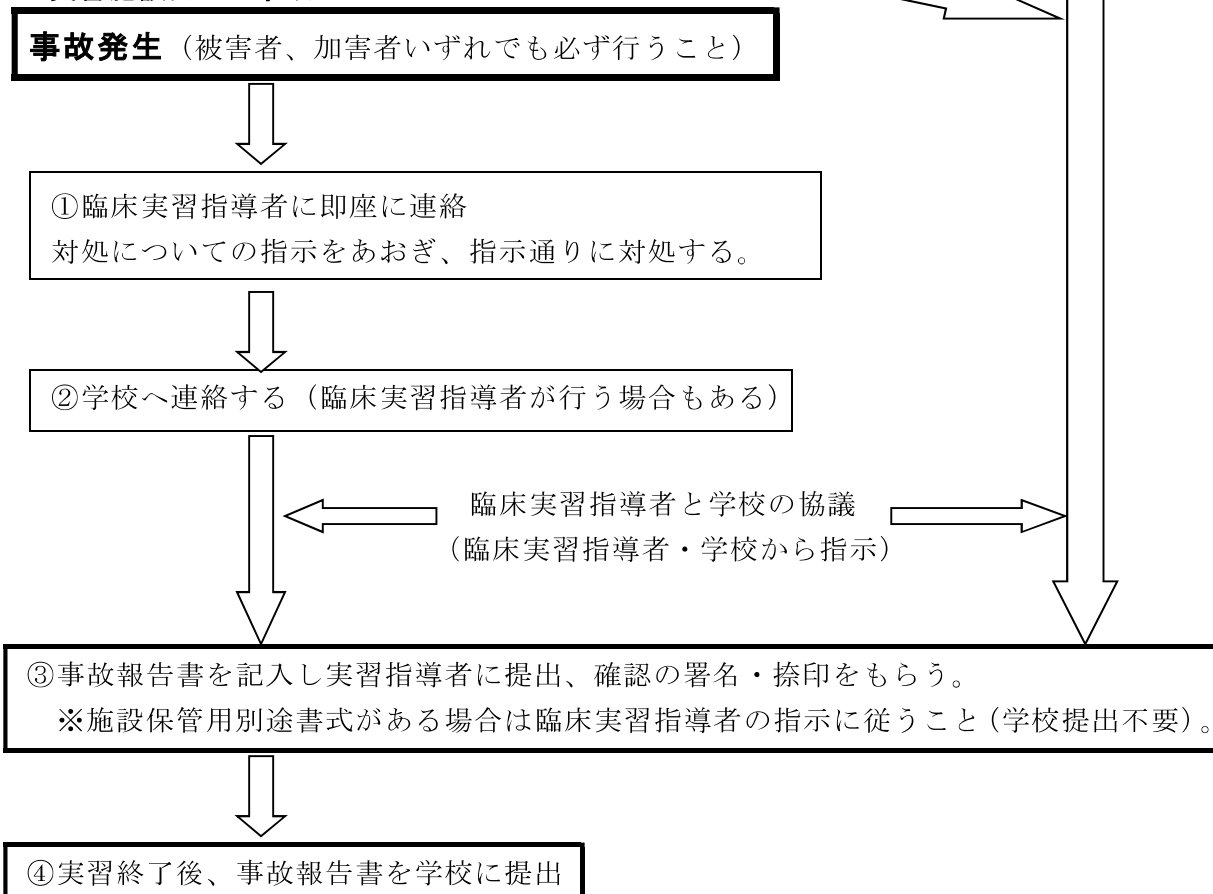 事故発生(被害者、加害者いずれでも必ず行うこと)
①臨床実習指導者に即座に連絡
対処についての指示をあおぎ、指示通りに対処する。
②学校へ連絡する(臨床実習指導者が行う場合もある)
臨床実習指導者と学校の協議
(臨床実習指導者・学校から指示)
③事故報告書を記入し実習指導者に提出、確認の署名・捺印をもらう。
※施設保管用別途書式がある場合は臨床実習指導者の指示に従うこと(学校提出不要)。
④実習終了後、事故報告書を学校に提出